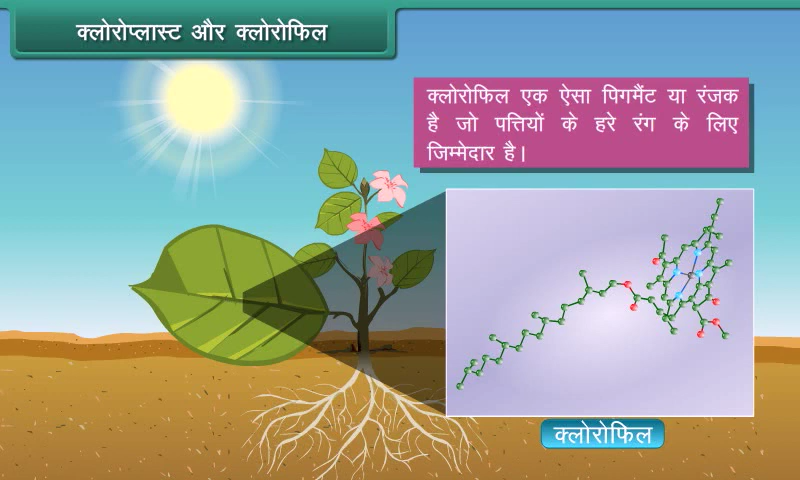 क्लोरोप्लास्ट और क्लोरोफिल
क्लोरोफिल एक ऐसा पिगमैंट या रंजक
है जो पत्तियों के हरे रंग के लिए
जिम्मेदार है।
क्लोरोफिल